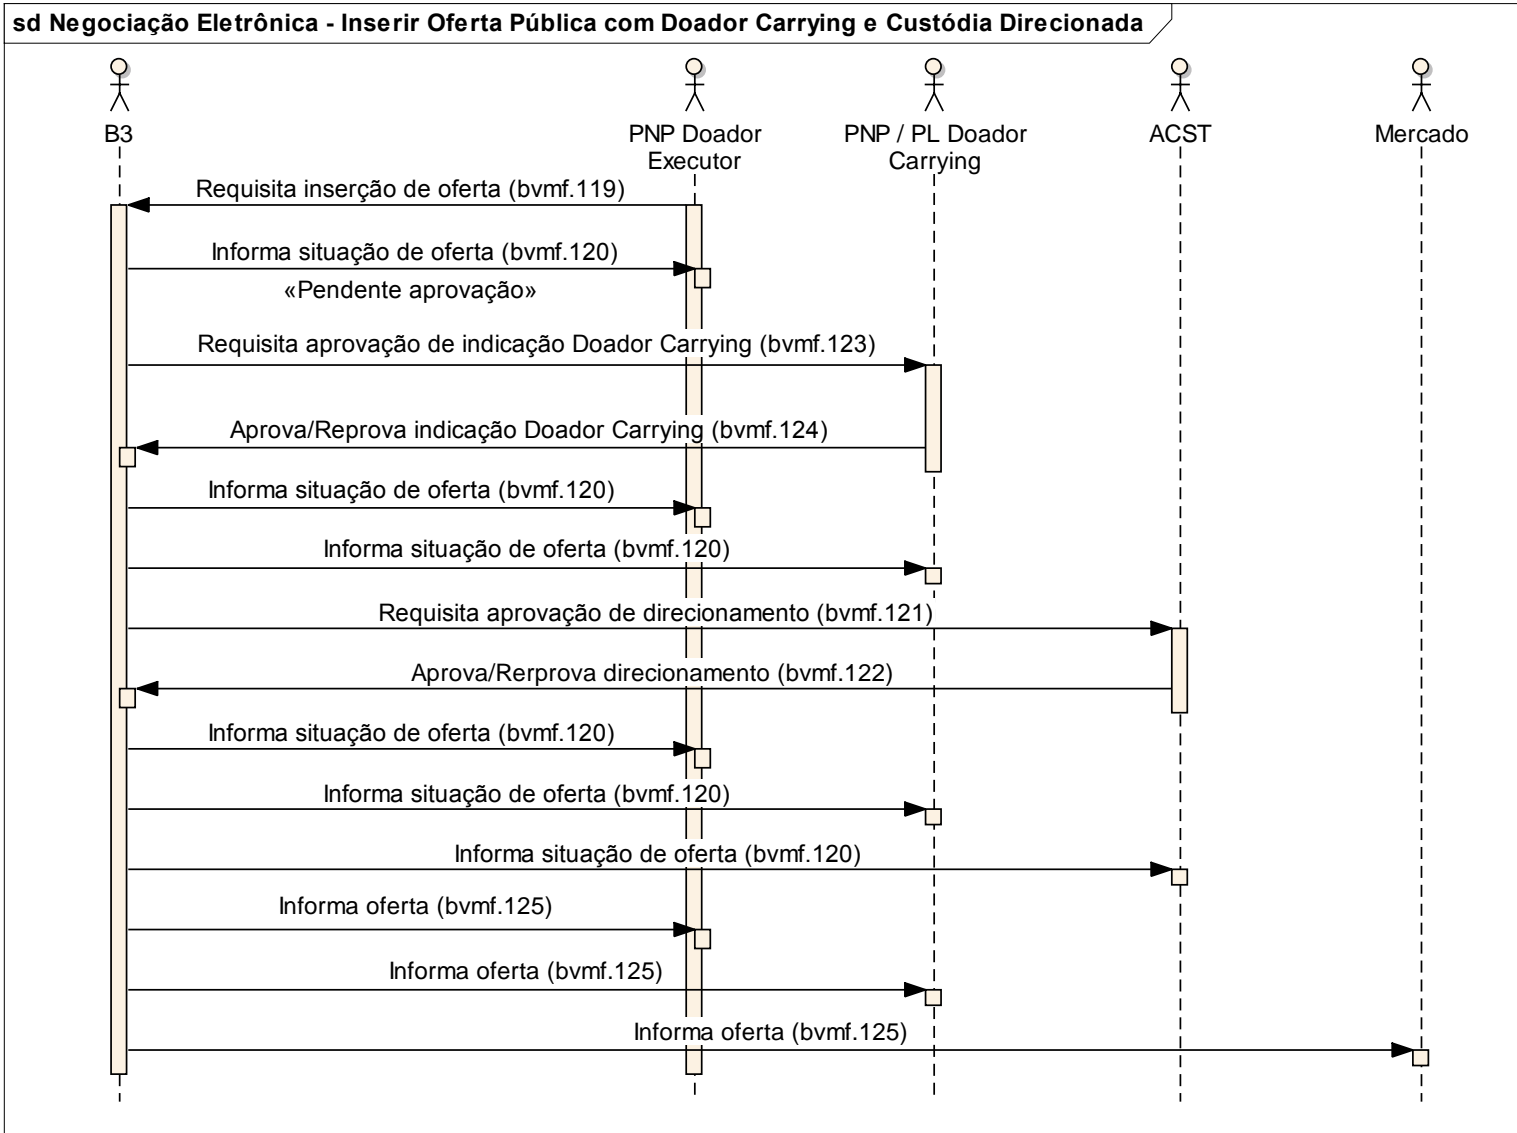 sd Negociação Eletrônica - Inserir Oferta Pública com Doador Carrying e Custódia Direcionada
B3
PNP Doador
Executor
PNP / PL Doador
Carrying
ACST
Mercado
Requisita inserção de oferta (bvmf.119)
Informa situação de oferta (bvmf.120)
«Pendente aprovação»
Requisita aprovação de indicação Doador Carrying (bvmf.123)
Aprova/Reprova indicação Doador Carrying (bvmf.124)
Informa situação de oferta (bvmf.120)
Informa situação de oferta (bvmf.120)
Requisita aprovação de direcionamento (bvmf.121)
Aprova/Rerprova direcionamento (bvmf.122)
Informa situação de oferta (bvmf.120)
Informa situação de oferta (bvmf.120)
Informa situação de oferta (bvmf.120)
Informa oferta (bvmf.125)
Informa oferta (bvmf.125)
Informa oferta (bvmf.125)